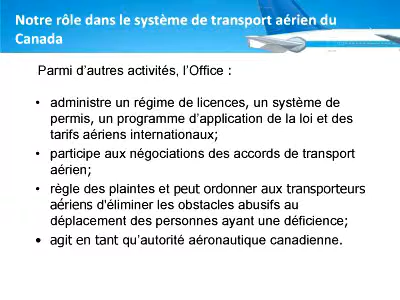 Notre rôle dans le système de transport aérien du
Canada
Parmi d'autres activités, l'Office :
• administre un régime de licences, un système de
permis, un programme d'application de la loi et des
tarifs aériens internationaux;
• participe aux négociations des accords de transport
aérien;
• règle des plaintes et peut ordonner aux transporteurs
aériens d'éliminer les obstacles abusifs au
déplacement des personnes ayant une déficience;
• agit en tant qu'autorité aéronautique canadienne.